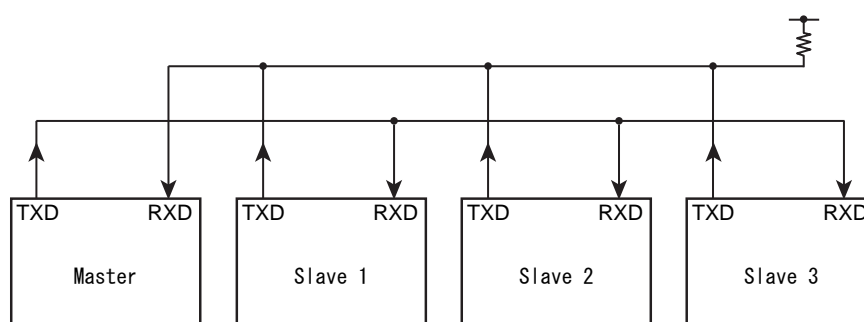 TXD RXD TXD RXD TXD RXD TXD RXD
Master Slave 1 Slave 2 Slave 3